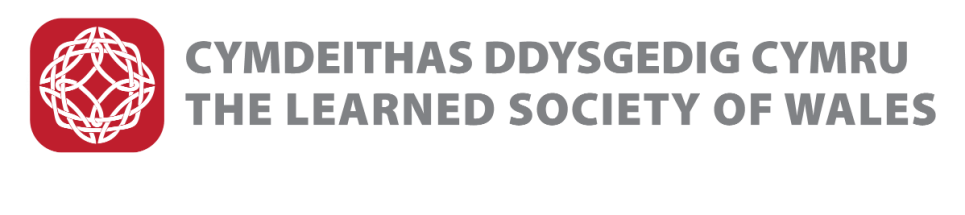 CYMDEITHAS DDYSGEDIG CYMRU
THE LEARNED SOCIETY OF WALES